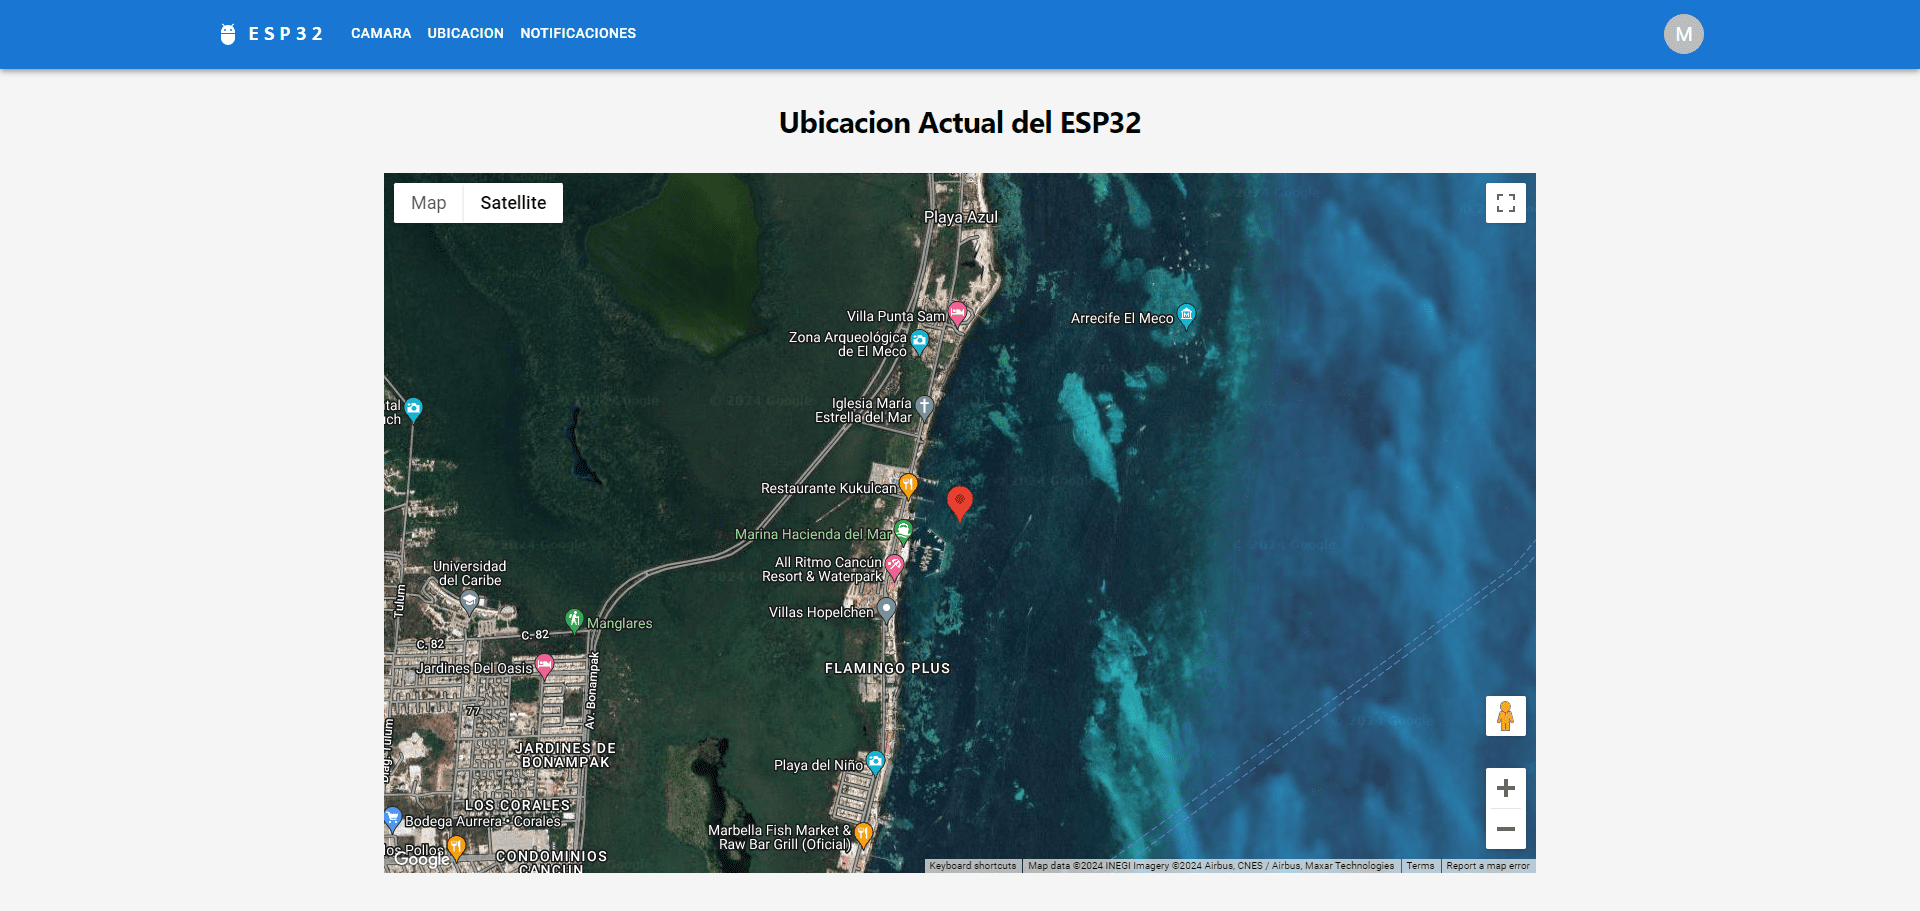 ESP32 CAMARA UBICACION NOTIFICACIONES M
Ubicacion Actual del ESP32
Map Satellite
Playa Azul
Villa Punta Sam
Arrecife El Meco
Zona Arqueológica
de El Meco
Iglesia María
Estrella del Mar
Restaurante Kukulcan
Marina Hacienda del Mar
All Ritmo Cancún
Resort & Waterpark
Universidad
del Caribe
Tulum
Villas Hopelchen
Manglares
C. 82
C. 82
Jardines Del Oasis
FLAMINGO PLUS
Av. Bonampak
77
JARDINES DE
BONAMPAK
Playa del Niño
LOS CORALES
Bodega Aurrera - Corales
Marbella Fish Market &
Raw Bar Grill (Oficial)
los Pollos
Google
CONDOMINIOS
CANCUN
Keyboard shortcuts Map data ©2024 INEGI Imagery ©2024 Airbus, CNES / Airbus, Maxar Technologies Terms Report a map error